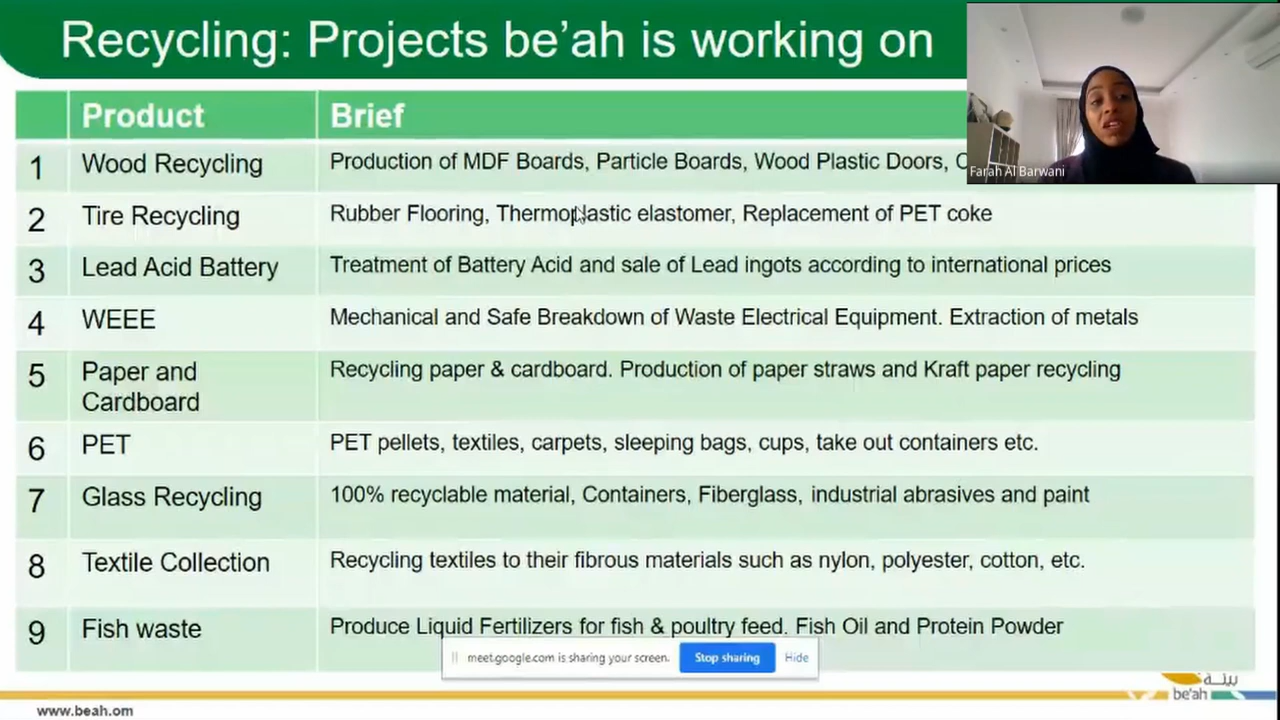 Recycling: Projects be’ah is working on
Product
Brief
1
Wood Recycling
Production of MDF Boards, Particle Boards, Wood Plastic Doors,
2
Tire Recycling
Rubber Flooring, Thermoplastic elastomer, Replacement of PET coke
3
Lead Acid Battery
Treatment of Battery Acid and sale of Lead ingots according to international prices
4
WEEE
Mechanical and Safe Breakdown of Waste Electrical Equipment. Extraction of metals
5
Paper and
Cardboard
Recycling paper & cardboard. Production of paper straws and Kraft paper recycling
6
PET
PET pellets, textiles, carpets, sleeping bags, cups, take out containers etc.
7
Glass Recycling
100% recyclable material, Containers, Fiberglass, industrial abrasives and paint
8
Textile Collection
Recycling textiles to their fibrous materials such as nylon, polyester, cotton, etc.
9
Fish waste
Produce Liquid Fertilizers for fish & poultry feed. Fish Oil and Protein Powder
Farah Al Barwani
meet.google.com is sharing your screen.
Stop sharing
Hide
بيئة
be'ah
www.beah.om